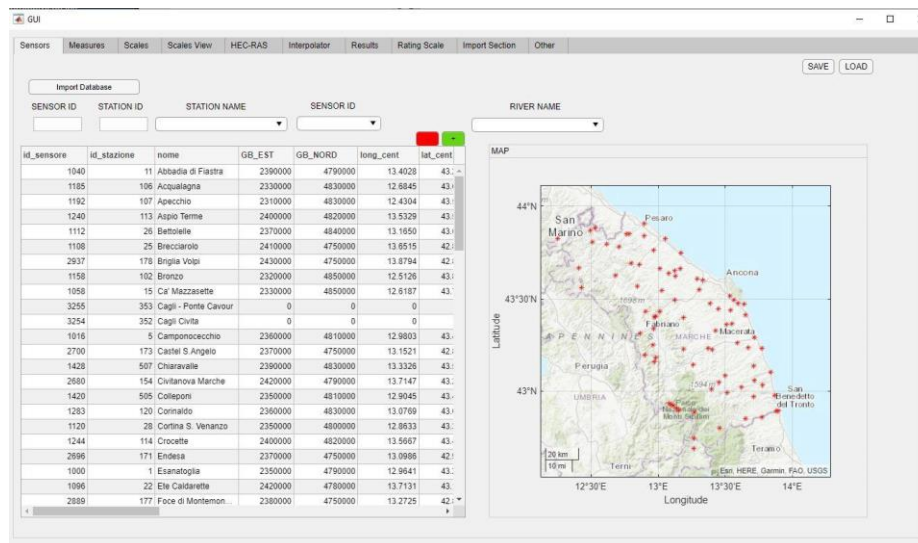 GUI
Sensors Measures Scales Scales View HEC-RAS Interpolator Results Rating Scale Import Section Other
SAVE LOAD
Import Database
SENSOR ID STATION ID STATION NAME SENSOR ID RIVER NAME
id_sensore id_stazione nome GB_EST GB_NORD long_cent lat_cent
1040 11 Abbadia di Fiastra 2390000 4790000 13.4028
1185 106 Acqualagna 2330000 4830000 12.6845
1192 107 Apecchio 2310000 4830000 12.4304
1240 113 Aspio Terme 2400000 4820000 13.5329
1112 26 Bettolelle 2370000 4840000 13.1650
1108 25 Brecciarolo 2410000 4750000 13.6515
2937 178 Briglia Volpi 2430000 4750000 13.8794
1158 102 Bronzo 2320000 4850000 12.5126
1058 15 Ca' Mazzasette 2330000 4850000 12.6187
3255 353 Cagli - Ponte Cavour 0 0
3254 352 Cagli Civita 0 0
1016 5 Camponocecchio 2360000 4810000 12.9803
2700 173 Castel S.Angelo 2370000 4750000 13.1521
1428 507 Chiaravalle 2390000 4830000 13.3326
2680 154 Civitanova Marche 2420000 4790000 13.7147
1420 505 Colleponi 2350000 4810000 12.9045
1283 120 Corinaldo 2360000 4830000 13.0769
1120 28 Cortina S. Venanzo 2350000 4800000 12.8633
1244 114 Crocette 2400000 4820000 13.5667
2696 171 Endesa 2370000 4750000 13.0986
1000 1 Esanatoglia 2350000 4790000 12.9641
1096 22 Ete Caldarette 2420000 4780000 13.7131
2889 177 Foce di Montemon... 2380000 4750000 13.2725
MAP
44°N
43°30'N
43°N
Latitude
San
Marino
Pesaro
Ancona
1698 m
Fabriano
Macerata
APENNINES
MARCHE
Perugia
1594 m
UMBRIA
Parco
Nazionale dei
Monti Sibillini
San
Benedetto
del Tronto
Teramo
Terni
20 km
10 mi
Esri, HERE, Garmin, FAO, USGS
12°30'E 13°E 13°30'E 14°E
Longitude